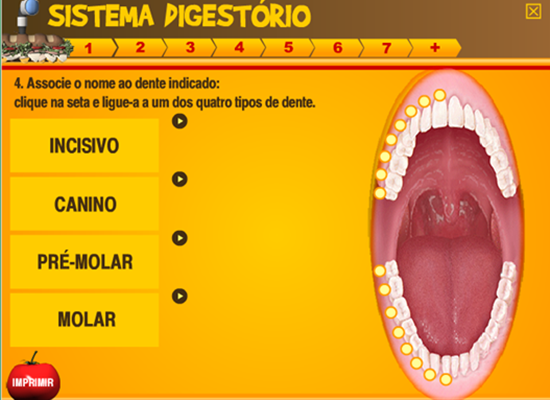 SISTEMA DIGESTÓRIO
1 2 3 4 5 6 7 +
4. Associe o nome ao dente indicado:
clique na seta e ligue-a a um dos quatro tipos de dente.
INCISIVO
CANINO
PRÉ-MOLAR
MOLAR
IMPRIMIR